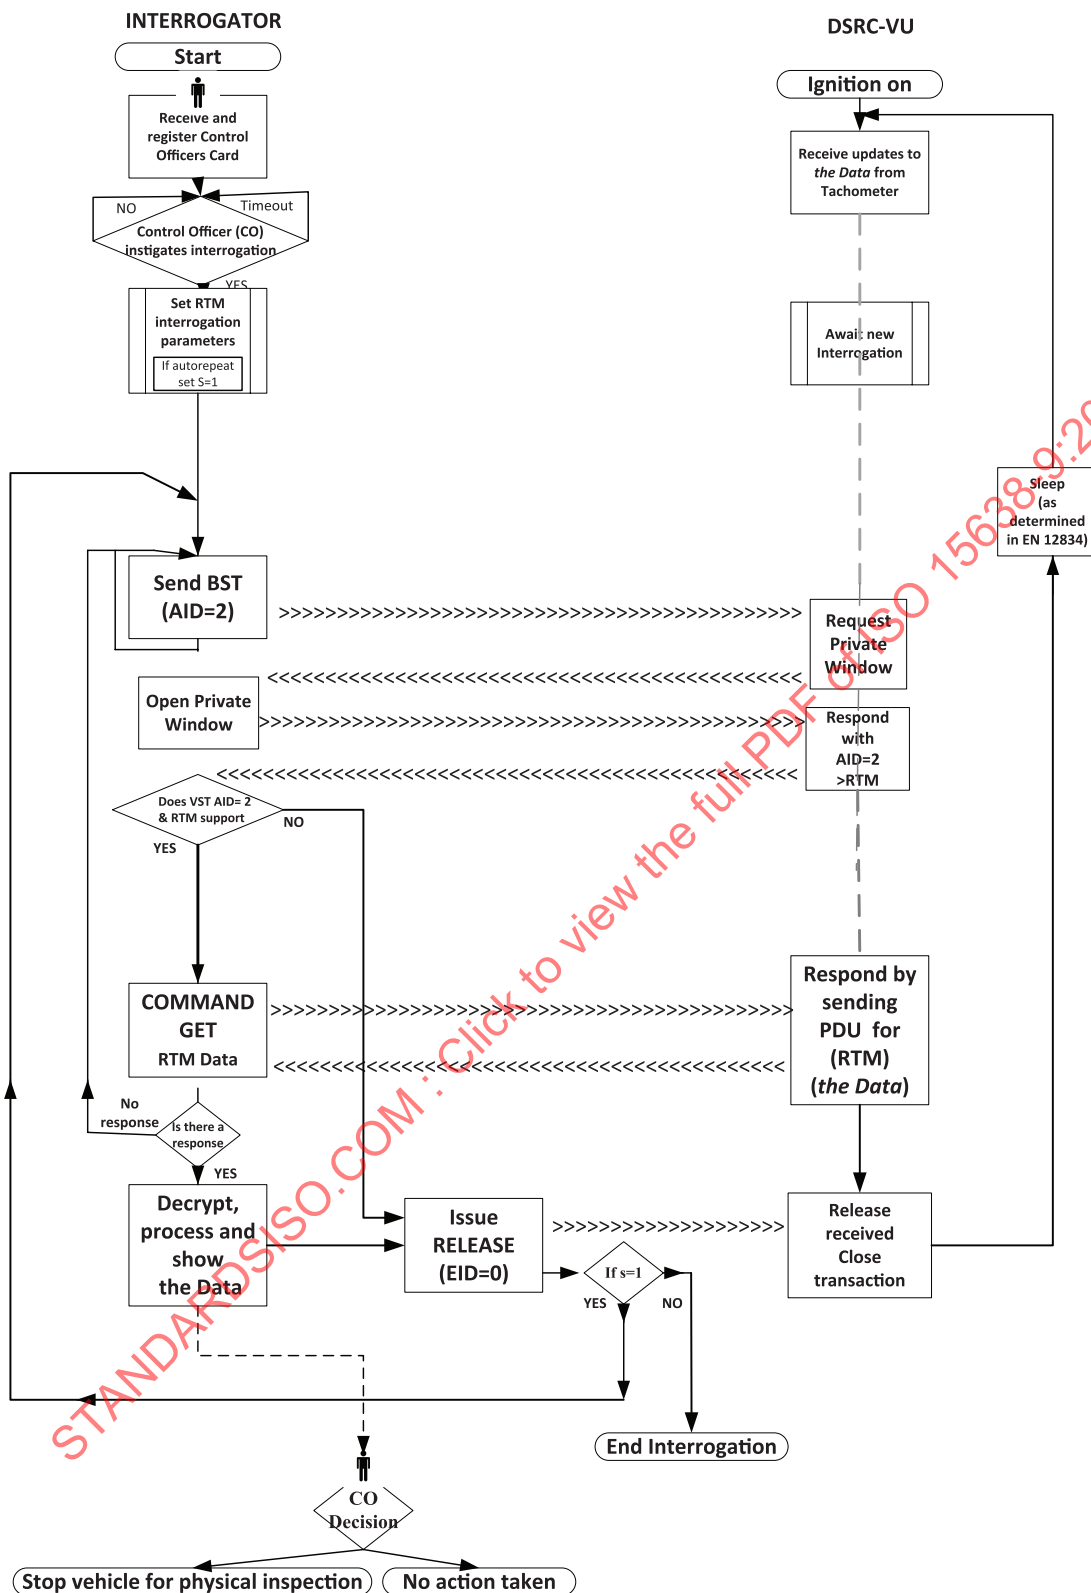 INTERROGATOR
Start
Receive and
register Control
Officers Card
NO
Timeout
Control Officer (CO)
instigates interrogation
YES
Set RTM
interrogation
parameters
If autorepeat
set S=1
Send BST
(AID=2)
>>>>>>>>>>>>>>>>>>>>>>>>>>>>>>>>>>>>>>>>>>>>>>
<<<<<<<<<<<<<<<<<<<<<<<<<<<<<<<<<<<<<<<<<<<<<<<
Open Private
Window
>>>>>>>>>>>>>>>>>>>>>>>>>>>>>>>>>>>>>>>>>>>>>>>
<<<<<<<<<<<<<<<<<<<<<<<<<<<<<<<<<<<<<<<<<<<<<<<<<<<
Does VST AID= 2
& RTM support
NO
YES
COMMAND
GET
RTM Data
>>>>>>>>>>>>>>>>>>>>>>>>>>>>>>>>>>>>>>>>>>>>>
<<<<<<<<<<<<<<<<<<<<<<<<<<<<<<<<<<<<<<<<<<<<<
No
response
Is there a
response
YES
Decrypt,
process and
show
the Data
Issue
RELEASE
(EID=0)
>>>>>>>>>>>>>>>>>>>>
If s=1
YES
NO
End Interrogation
CO
Decision
Stop vehicle for physical inspection
No action taken
DSRC-VU
Ignition on
Receive updates to
the Data from
Tachometer
Await new
Interrogation
Sleep
(as
determined
in EN 12834)
Request
Private
Window
Respond
with
AID=2
>RTM
Respond by
sending
PDU for
(RTM)
(the Data)
Release
received
Close
transaction
STANDARDSISO.COM : Click to view the full PDF of ISO 15638-9:20